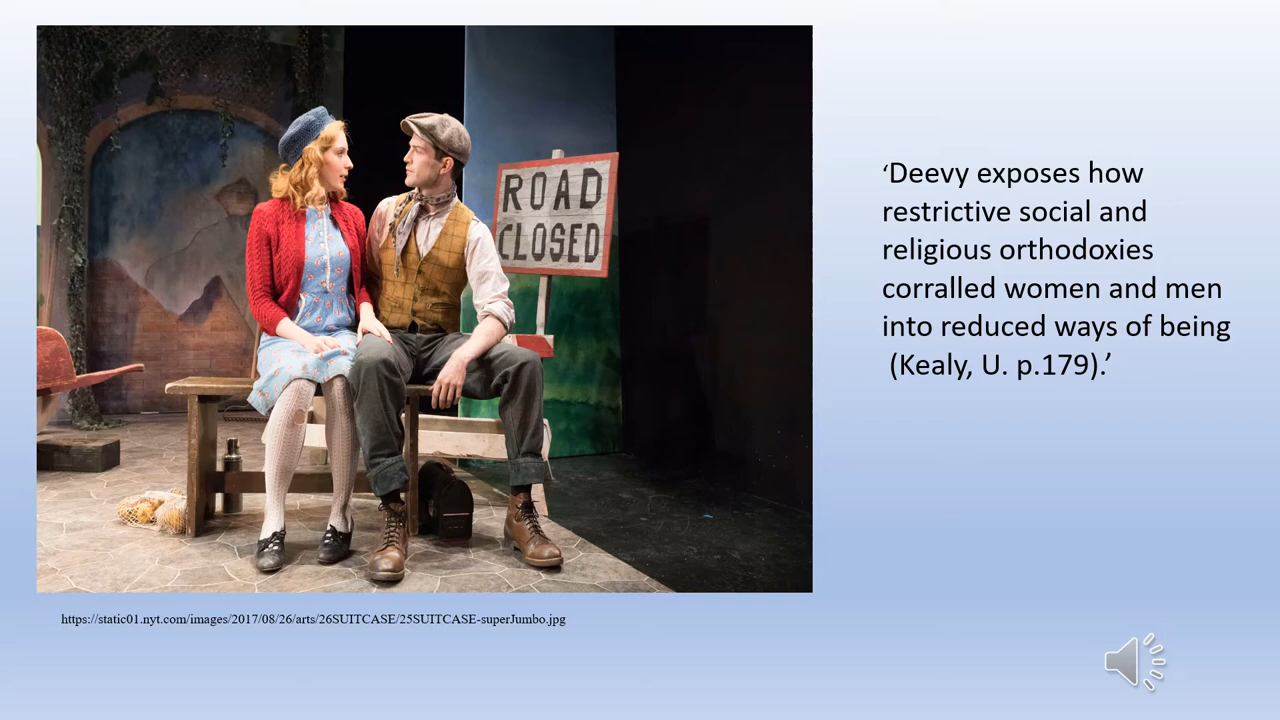 ROAD
CLOSED
‘Deevy exposes how
restrictive social and
religious orthodoxies
corralled women and men
into reduced ways of being
(Kealy, U. p.179).’
https://static01.nyt.com/images/2017/08/26/arts/26SUITCASE/25SUITCASE-superJumbo.jpg